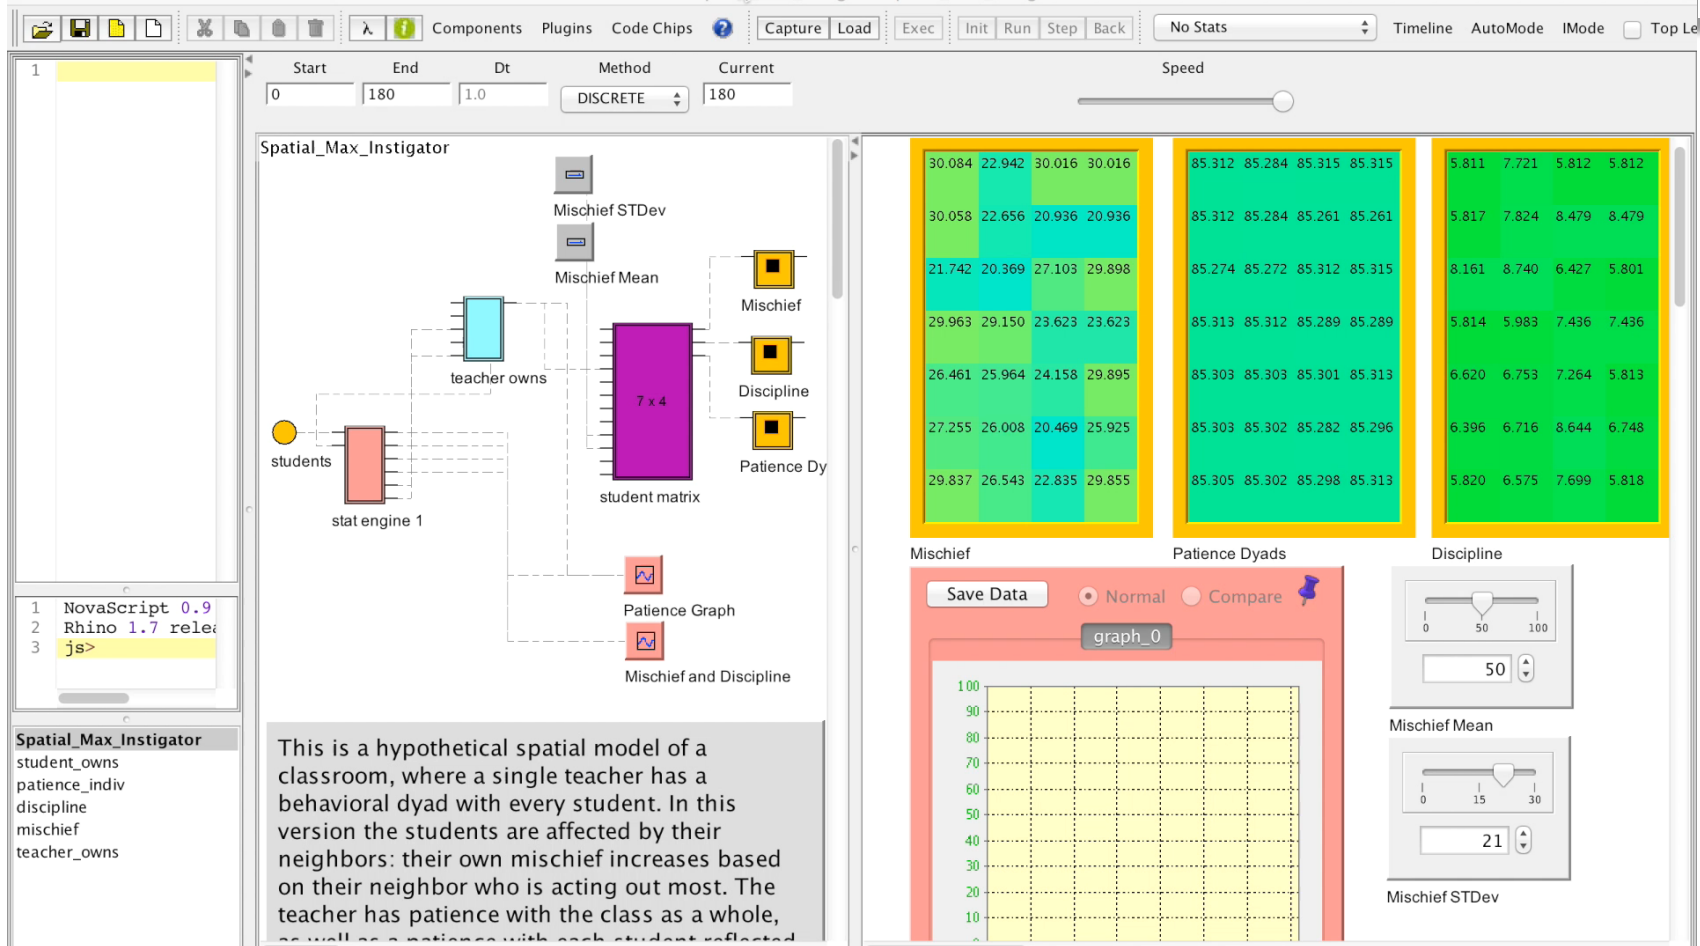 λ i Components Plugins Code Chips ? Capture Load Exec Init Run Step Back No Stats Timeline AutoMode IMode Top Le
1
Start End Dt Method Current Speed
0 180 1.0 DISCRETE 180
Spatial_Max_Instigator
Mischief STDev
Mischief Mean
Mischief
teacher owns
Discipline
7 x 4
students
Patience Dy
student matrix
stat engine 1
Patience Graph
Mischief and Discipline
This is a hypothetical spatial model of a
classroom, where a single teacher has a
behavioral dyad with every student. In this
version the students are affected by their
neighbors: their own mischief increases based
on their neighbor who is acting out most. The
teacher has patience with the class as a whole,
as well as a patience with each student reflected
1 NovaScript 0.9
2 Rhino 1.7 relea
3 js>
Spatial_Max_Instigator
student_owns
patience_indiv
discipline
mischief
teacher_owns
30.084 22.942 30.016 30.016
30.058 22.656 20.936 20.936
21.742 20.369 27.103 29.898
29.963 29.150 23.623 23.623
26.461 25.964 24.158 29.895
27.255 26.008 20.469 25.925
29.837 26.543 22.835 29.855
Mischief
85.312 85.284 85.315 85.315
85.312 85.284 85.261 85.261
85.274 85.272 85.312 85.315
85.313 85.312 85.289 85.289
85.303 85.303 85.301 85.313
85.303 85.302 85.282 85.296
85.305 85.302 85.298 85.313
Patience Dyads
5.811 7.721 5.812 5.812
5.817 7.824 8.479 8.479
8.161 8.740 6.427 5.801
5.814 5.983 7.436 7.436
6.620 6.753 7.264 5.813
6.396 6.716 8.644 6.748
5.820 6.575 7.699 5.818
Discipline
Save Data Normal Compare
graph_0
100
90
80
70
60
50
40
30
20
10
0 50 100
50
Mischief Mean
0 15 30
21
Mischief STDev